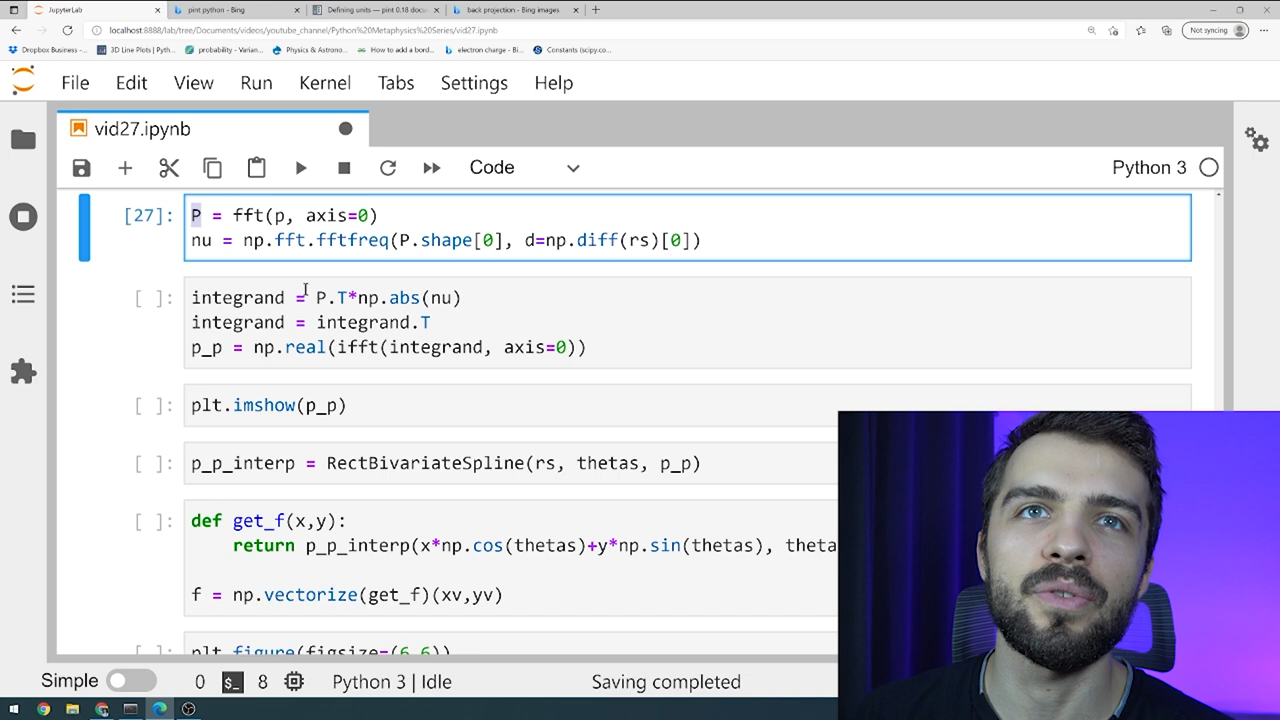 JupyterLab
pint python - Bing
Defining units — pint 0.18 docu
back projection - Bing images
localhost:8888/lab/tree/Documents/videos/youtube_channel/Python%20Metaphysics%20Series/vid27.ipynb
Not syncing
Dropbox Business -...
3D Line Plots | Pyth...
probability - Varian...
Physics & Astrono...
How to add a bord...
electron charge - Bi...
Constants (scipy.co...
File Edit View Run Kernel Tabs Settings Help
vid27.ipynb
Code
Python 3
[27]:
P = fft(p, axis=0)
nu = np.fft.fftfreq(P.shape[0], d=np.diff(rs)[0])
[ ]:
integrand = P.T*np.abs(nu)
integrand = integrand.T
p_p = np.real(ifft(integrand, axis=0))
[ ]:
plt.imshow(p_p)
[ ]:
p_p_interp = RectBivariateSpline(rs, thetas, p_p)
[ ]:
def get_f(x,y):
return p_p_interp(x*np.cos(thetas)+y*np.sin(thetas), theta
f = np.vectorize(get_f)(xv,yv)
[ ]:
plt.figure(figsize=(6,6))
Simple
0
8
Python 3 | Idle
Saving completed